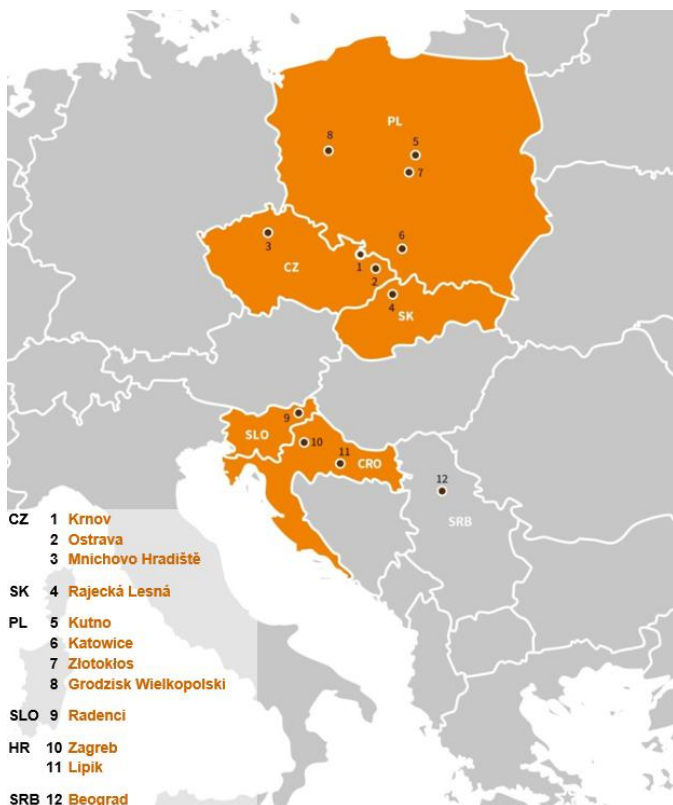 PL
8
5
7
6
3
1
CZ
2
4
SK
9
SLO
10
11
CRO
12
SRB
CZ 1 Krnov
2 Ostrava
3 Mnichovo Hradiště
SK 4 Rajecká Lesná
PL 5 Kutno
6 Katowice
7 Złotokłos
8 Grodzisk Wielkopolski
SLO 9 Radenci
HR 10 Zagreb
11 Lipik
SRB 12 Beograd